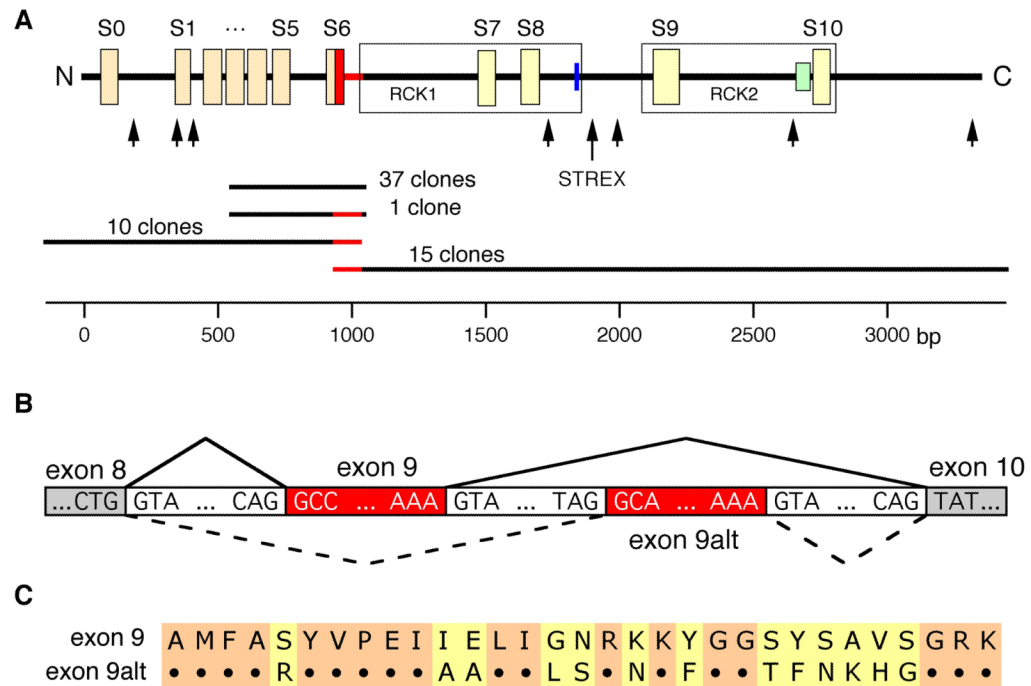 A
S0 S1 ... S5 S6 S7 S8 S9 S10
N C
RCK1 RCK2
STREX
37 clones
1 clone
10 clones
15 clones
0 500 1000 1500 2000 2500 3000 bp
B
exon 8 exon 9 exon 10
...CTG GTA ... CAG GCC ... AAA GTA ... TAG GCA ... AAA GTA ... CAG TAT...
exon 9alt
C
exon 9 A M F A S Y V P E I I E L I G N R K K Y G G S Y S A V S G R K
exon 9alt • • • • R • • • • • A A • • L S • N • F • • T F N K H G • • •